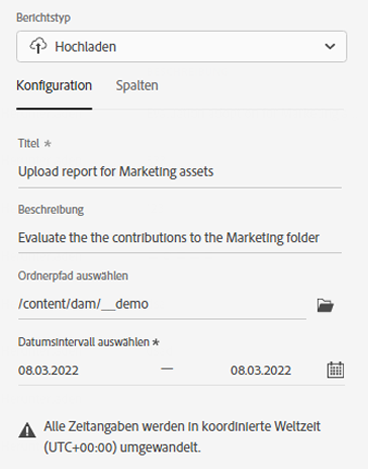 Berichtstyp
Hochladen
Konfiguration Spalten
Titel *
Upload report for Marketing assets
Beschreibung
Evaluate the the contributions to the Marketing folder
Ordnerpfad auswählen
/content/dam/__demo
Datumsintervall auswählen *
08.03.2022 — 08.03.2022
Alle Zeitangaben werden in koordinierte Weltzeit
(UTC+00:00) umgewandelt.